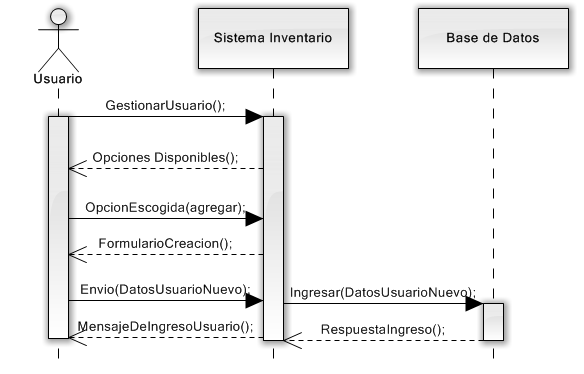 Sistema Inventario
Base de Datos
Usuario
GestionarUsuario();
Opciones Disponibles();
OpcionEscogida(agregar);
FormularioCreacion();
Envio(DatosUsuarioNuevo);
Ingresar(DatosUsuarioNuevo);
MensajeDeIngresoUsuario();
RespuestaIngreso();